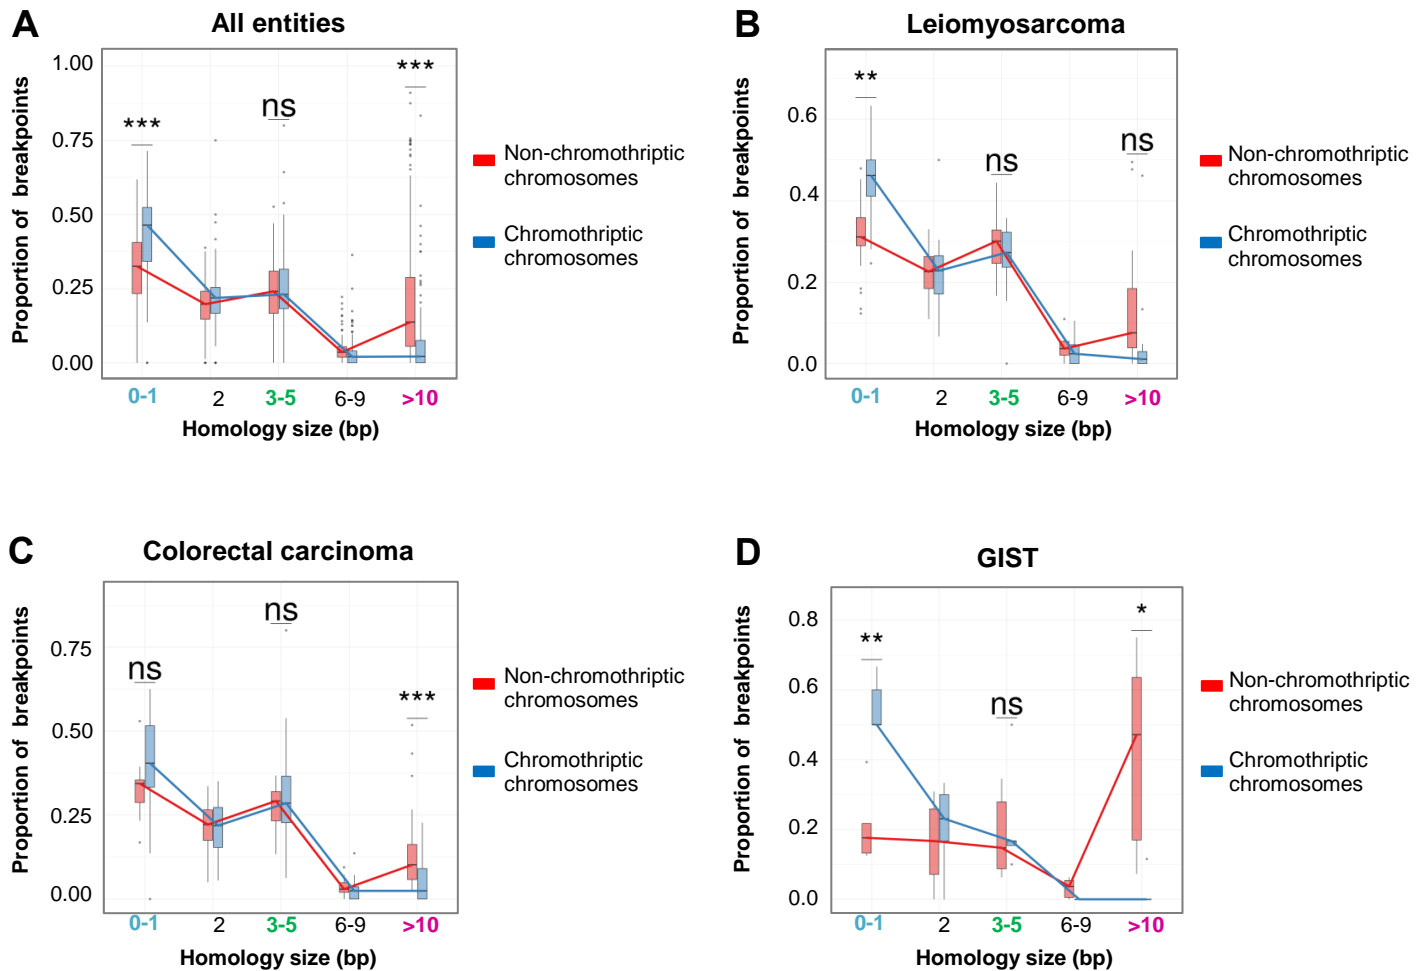 A
All entities
Proportion of breakpoints
1.00
0.75
0.50
0.25
0.00
***
ns
***
0-1
2
3-5
6-9
>10
Homology size (bp)
Non-chromothriptic
chromosomes
Chromothriptic
chromosomes
B
Leiomyosarcoma
Proportion of breakpoints
0.6
0.4
0.2
0.0
**
ns
ns
0-1
2
3-5
6-9
>10
Homology size (bp)
Non-chromothriptic
chromosomes
Chromothriptic
chromosomes
C
Colorectal carcinoma
Proportion of breakpoints
0.75
0.50
0.25
0.00
ns
ns
***
0-1
2
3-5
6-9
>10
Homology size (bp)
Non-chromothriptic
chromosomes
Chromothriptic
chromosomes
D
GIST
Proportion of breakpoints
0.8
0.6
0.4
0.2
0.0
**
ns
*
0-1
2
3-5
6-9
>10
Homology size (bp)
Non-chromothriptic
chromosomes
Chromothriptic
chromosomes